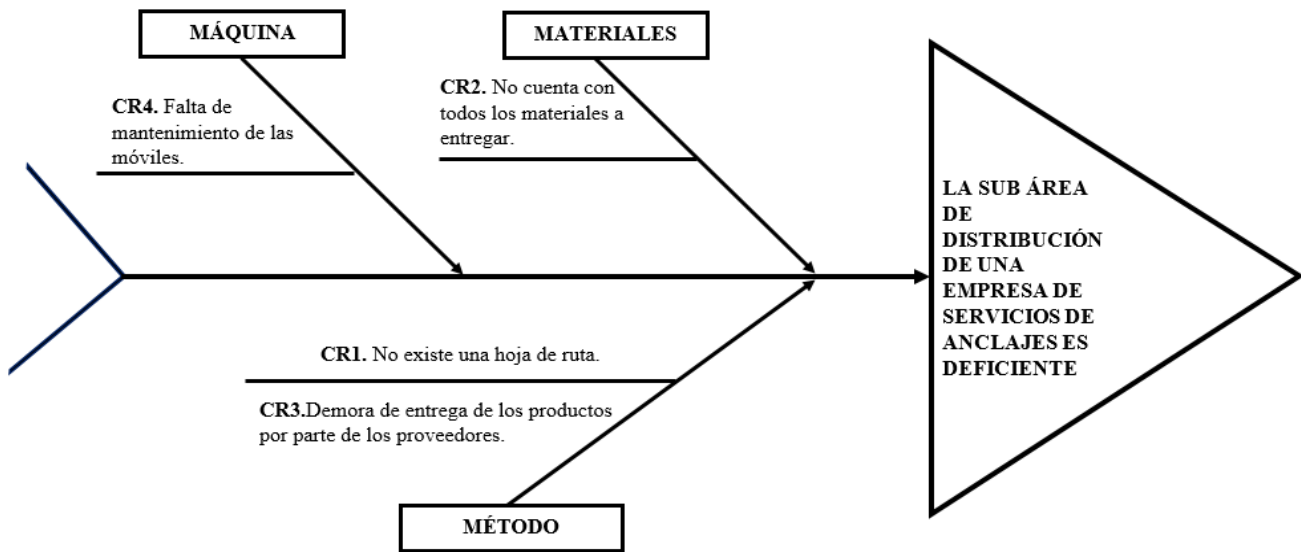 MÁQUINA
MATERIALES
CR4. Falta de
mantenimiento de las
móviles.
CR2. No cuenta con
todos los materiales a
entregar.
LA SUB ÁREA
DE
DISTRIBUCIÓN
DE UNA
EMPRESA DE
SERVICIOS DE
ANCLAJES ES
DEFICIENTE
CR1. No existe una hoja de ruta.
CR3.Demora de entrega de los productos
por parte de los proveedores.
MÉTODO